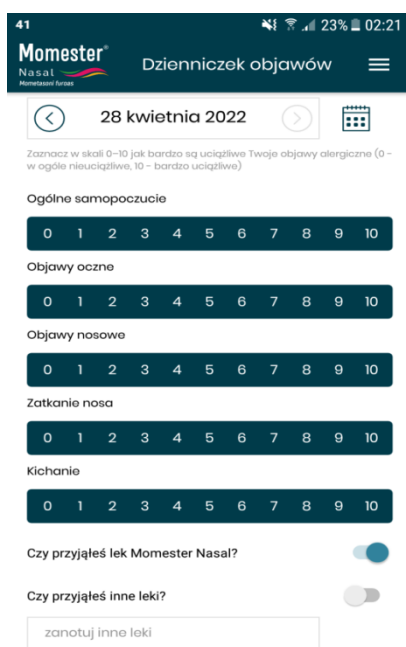 41 23% 02:21
Momester®
Nasal
Mometasoni furoas
Dzienniczek objawów
28 kwietnia 2022
Zaznacz w skali 0-10 jak bardzo są uciążliwe Twoje objawy alergiczne (0 -
w ogóle nieuciążliwe, 10 - bardzo uciążliwe)
Ogólne samopoczucie
0 1 2 3 4 5 6 7 8 9 10
Objawy oczne
0 1 2 3 4 5 6 7 8 9 10
Objawy nosowe
0 1 2 3 4 5 6 7 8 9 10
Zatkanie nosa
0 1 2 3 4 5 6 7 8 9 10
Kichanie
0 1 2 3 4 5 6 7 8 9 10
Czy przyjąłeś lek Momester Nasal?
Czy przyjąłeś inne leki?
zanotuj inne leki